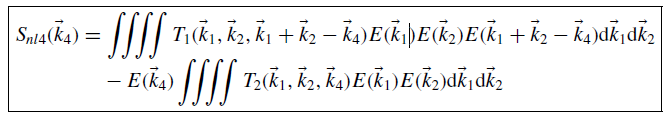 $S_{nl4}(\vec{k}_4) = \iiiint T_1(\vec{k}_1, \vec{k}_2, \vec{k}_1 + \vec{k}_2 - \vec{k}_4) E(\vec{k}_1) E(\vec{k}_2) E(\vec{k}_1 + \vec{k}_2 - \vec{k}_4) \mathrm{d}\vec{k}_1 \mathrm{d}\vec{k}_2$
$- E(\vec{k}_4) \iiiint T_2(\vec{k}_1, \vec{k}_2, \vec{k}_4) E(\vec{k}_1) E(\vec{k}_2) \mathrm{d}\vec{k}_1 \mathrm{d}\vec{k}_2$